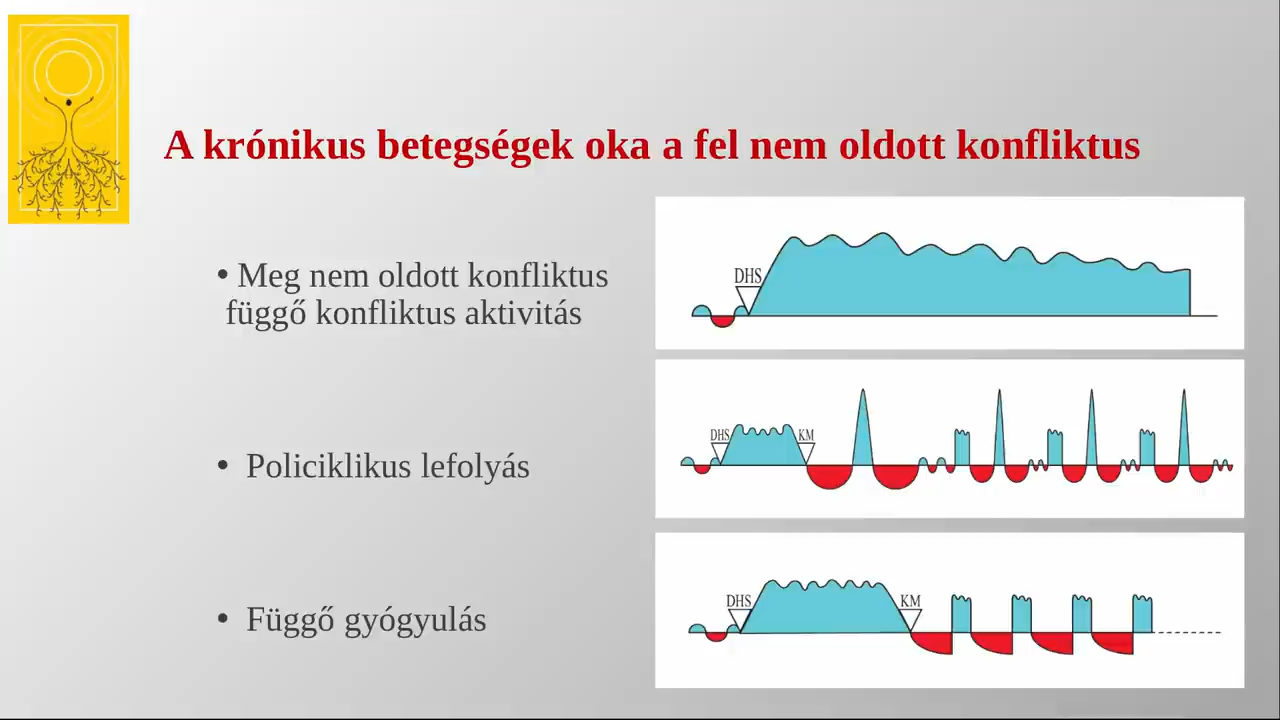 A krónikus betegségek oka a fel nem oldott konfliktus
• Meg nem oldott konfliktus
függő konfliktus aktivitás
DHS
• Policiklikus lefolyás
DHS KM
• Függő gyógyulás
DHS KM